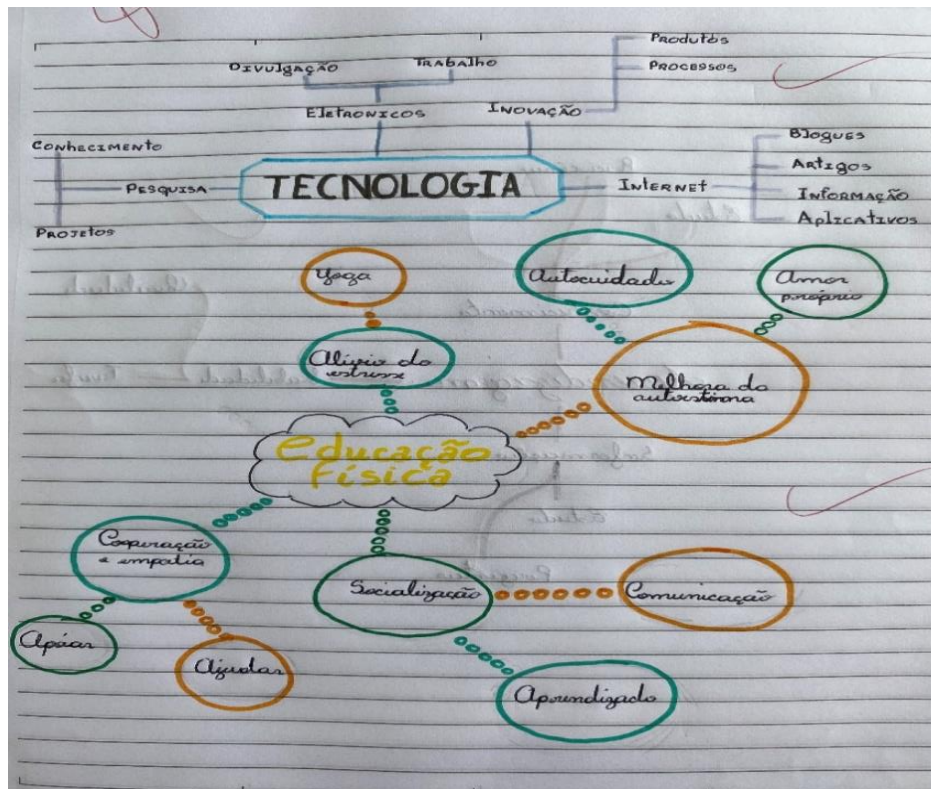 Produtos
Divulgação
Trabalho
Processos
Eletronicos
Inovação
Blogues
Conhecimento
Artigos
Pesquisa
TECNOLOGIA
Internet
Informação
Projetos
Aplicativos
Yoga
Autocuidado
Amor
próprio
Alívio do
estresse
Melhora da
autoestima
educação
física
Cooperação
e empatia
Socialização
Comunicação
Apoiar
Ajudar
Aprendizado